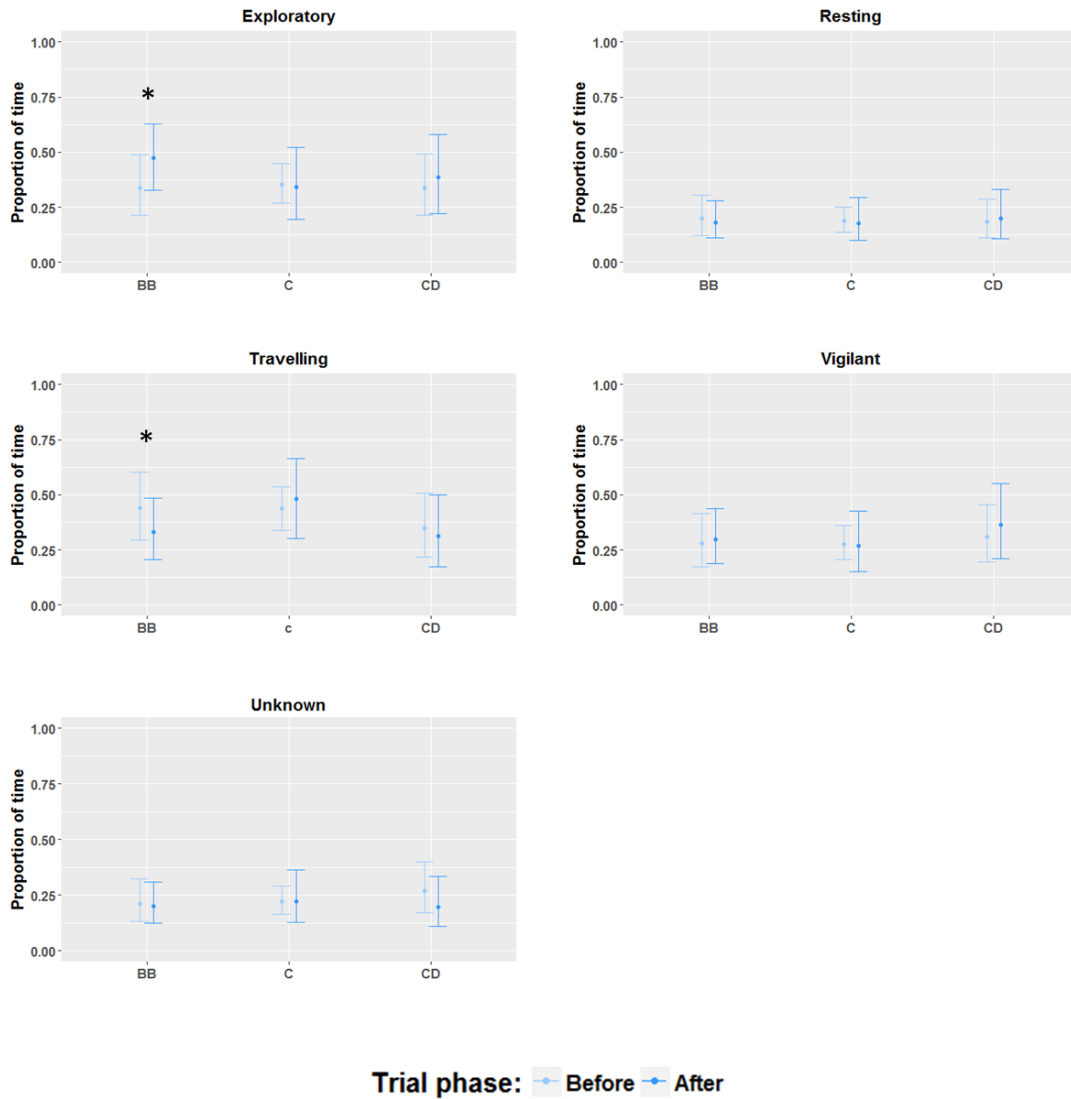 Exploratory
Proportion of time
1.00
0.75
0.50
0.25
0.00
*
BB
C
CD
Resting
Proportion of time
1.00
0.75
0.50
0.25
0.00
BB
C
CD
Travelling
Proportion of time
1.00
0.75
0.50
0.25
0.00
*
BB
c
CD
Vigilant
Proportion of time
1.00
0.75
0.50
0.25
0.00
BB
C
CD
Unknown
Proportion of time
1.00
0.75
0.50
0.25
0.00
BB
C
CD
Trial phase: Before After